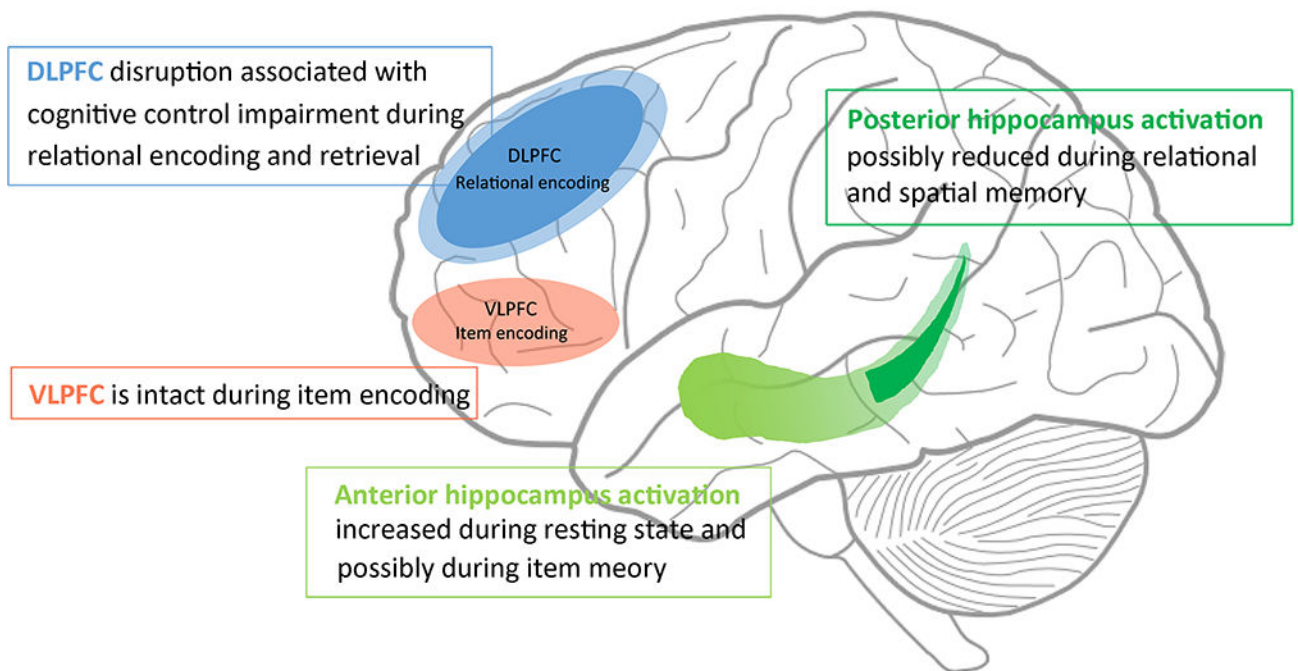 DLPFC disruption associated with
cognitive control impairment during
relational encoding and retrieval
DLPFC
Relational encoding
Posterior hippocampus activation
possibly reduced during relational
and spatial memory
VLPFC
Item encoding
VLPFC is intact during item encoding
Anterior hippocampus activation
increased during resting state and
possibly during item meory